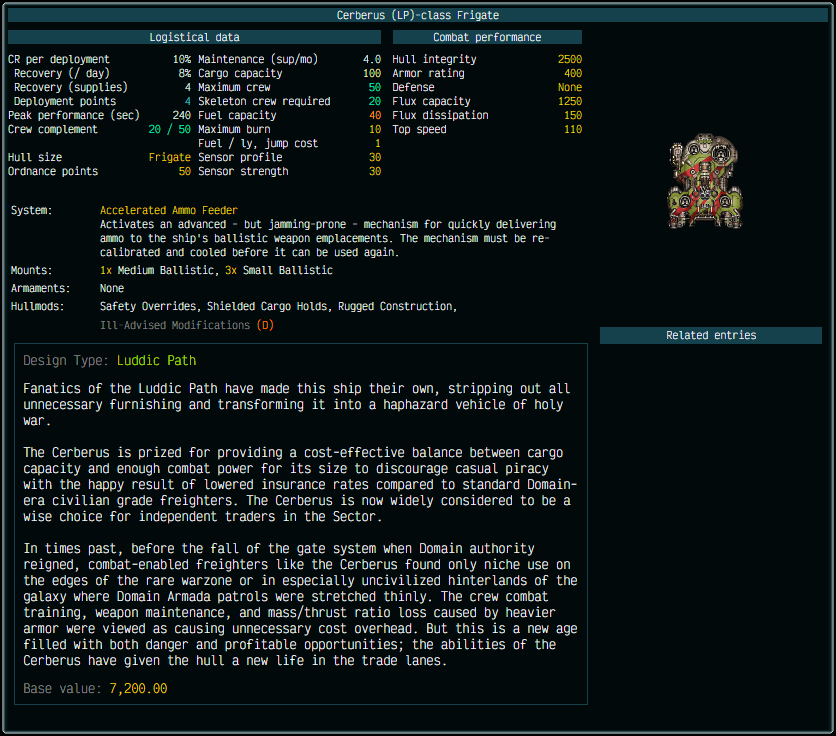 Cerberus (LP)-class Frigate
Logistical data
Combat performance
CR per deployment 10% Maintenance (sup/mo) 4.0 Hull integrity 2500
Recovery (/ day) 8% Cargo capacity 100 Armor rating 400
Recovery (supplies) 4 Maximum crew 50 Defense None
Deployment points 4 Skeleton crew required 20 Flux capacity 1250
Peak performance (sec) 240 Fuel capacity 40 Flux dissipation 150
Crew complement 20 / 50 Maximum burn 10 Top speed 110
Fuel / ly, jump cost 1
Hull size Frigate Sensor profile 30
Ordnance points 50 Sensor strength 30
System: Accelerated Ammo Feeder
Activates an advanced - but jamming-prone - mechanism for quickly delivering
ammo to the ship's ballistic weapon emplacements. The mechanism must be re-
calibrated and cooled before it can be used again.
Mounts: 1x Medium Ballistic, 3x Small Ballistic
Armaments: None
Hullmods: Safety Overrides, Shielded Cargo Holds, Rugged Construction,
Ill-Advised Modifications (D)
Related entries
Design Type: Luddic Path
Fanatics of the Luddic Path have made this ship their own, stripping out all
unnecessary furnishing and transforming it into a haphazard vehicle of holy
war.
The Cerberus is prized for providing a cost-effective balance between cargo
capacity and enough combat power for its size to discourage casual piracy
with the happy result of lowered insurance rates compared to standard Domain-
era civilian grade freighters. The Cerberus is now widely considered to be a
wise choice for independent traders in the Sector.
In times past, before the fall of the gate system when Domain authority
reigned, combat-enabled freighters like the Cerberus found only niche use on
the edges of the rare warzone or in especially uncivilized hinterlands of the
galaxy where Domain Armada patrols were stretched thinly. The crew combat
training, weapon maintenance, and mass/thrust ratio loss caused by heavier
armor were viewed as causing unnecessary cost overhead. But this is a new age
filled with both danger and profitable opportunities; the abilities of the
Cerberus have given the hull a new life in the trade lanes.
Base value: 7,200.00